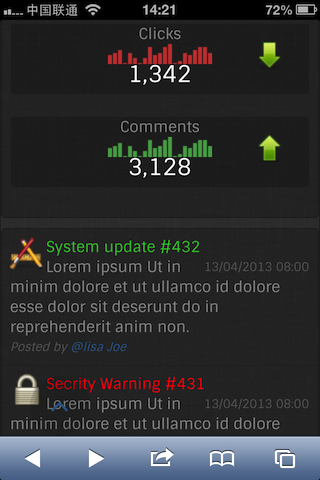 中国联通 14:21 72%
Clicks
1,342
Comments
3,128
System update #432
Lorem ipsum Ut in 13/04/2013 08:00
minim dolore et ut ullamco id dolore
esse dolor sit deserunt do in
reprehenderit anim non.
Posted by @lisa Joe
Secrity Warning #431
Lorem ipsum Ut in 13/04/2013 08:00
minim dolore et ut ullamco id dolore